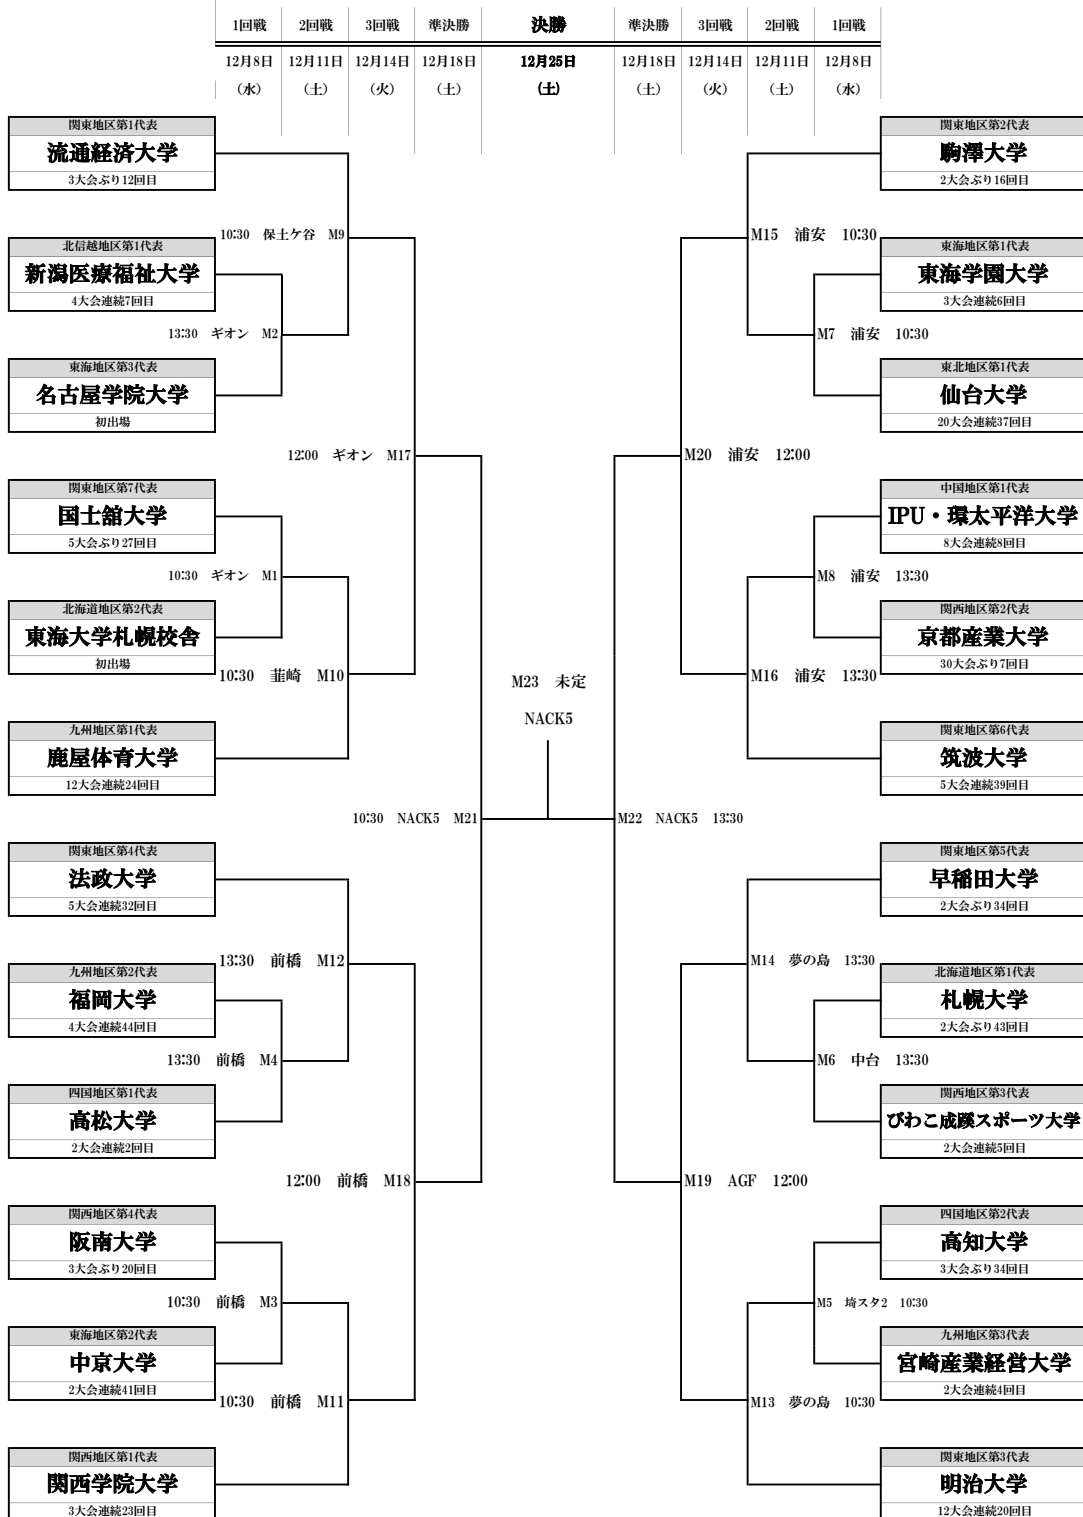 1回戦 2回戦 3回戦 準決勝 決勝 準決勝 3回戦 2回戦 1回戦
12月8日 12月11日 12月14日 12月18日 12月25日 12月18日 12月14日 12月11日 12月8日
（水） （土） （火） （土） （土） （土） （火） （土） （水）
関東地区第1代表
流通経済大学
3大会ぶり12回目
10:30 保土ケ谷 M9
北信越地区第1代表
新潟医療福祉大学
4大会連続7回目
13:30 ギオン M2
東海地区第3代表
名古屋学院大学
初出場
12:00 ギオン M17
関東地区第7代表
国士舘大学
5大会ぶり27回目
10:30 ギオン M1
北海道地区第2代表
東海大学札幌校舎
初出場
10:30 韮崎 M10
九州地区第1代表
鹿屋体育大学
12大会連続24回目
10:30 NACK5 M21
関東地区第4代表
法政大学
5大会連続32回目
13:30 前橋 M12
九州地区第2代表
福岡大学
4大会連続44回目
13:30 前橋 M4
四国地区第1代表
高松大学
2大会連続2回目
12:00 前橋 M18
関西地区第4代表
阪南大学
3大会ぶり20回目
10:30 前橋 M3
東海地区第2代表
中京大学
2大会連続41回目
10:30 前橋 M11
関西地区第1代表
関西学院大学
3大会連続23回目
M23 未定
NACK5
関東地区第2代表
駒澤大学
2大会ぶり16回目
M15 浦安 10:30
東海地区第1代表
東海学園大学
3大会連続6回目
M7 浦安 10:30
東北地区第1代表
仙台大学
20大会連続37回目
M20 浦安 12:00
中国地区第1代表
IPU・環太平洋大学
8大会連続8回目
M8 浦安 13:30
関西地区第2代表
京都産業大学
30大会ぶり7回目
M16 浦安 13:30
関東地区第6代表
筑波大学
5大会連続39回目
M22 NACK5 13:30
関東地区第5代表
早稲田大学
2大会ぶり34回目
M14 夢の島 13:30
北海道地区第1代表
札幌大学
2大会ぶり43回目
M6 中台 13:30
関西地区第3代表
びわこ成蹊スポーツ大学
2大会連続5回目
M19 AGF 12:00
四国地区第2代表
高知大学
3大会ぶり34回目
M5 埼スタ2 10:30
九州地区第3代表
宮崎産業経営大学
2大会連続4回目
M13 夢の島 10:30
関東地区第3代表
明治大学
12大会連続20回目